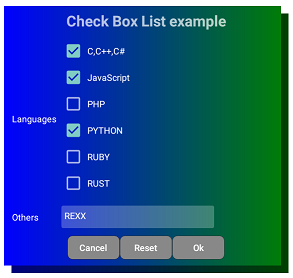 Check Box List example
C,C++,C#
JavaScript
PHP
Languages
PYTHON
RUBY
RUST
Others REXX
Cancel Reset Ok